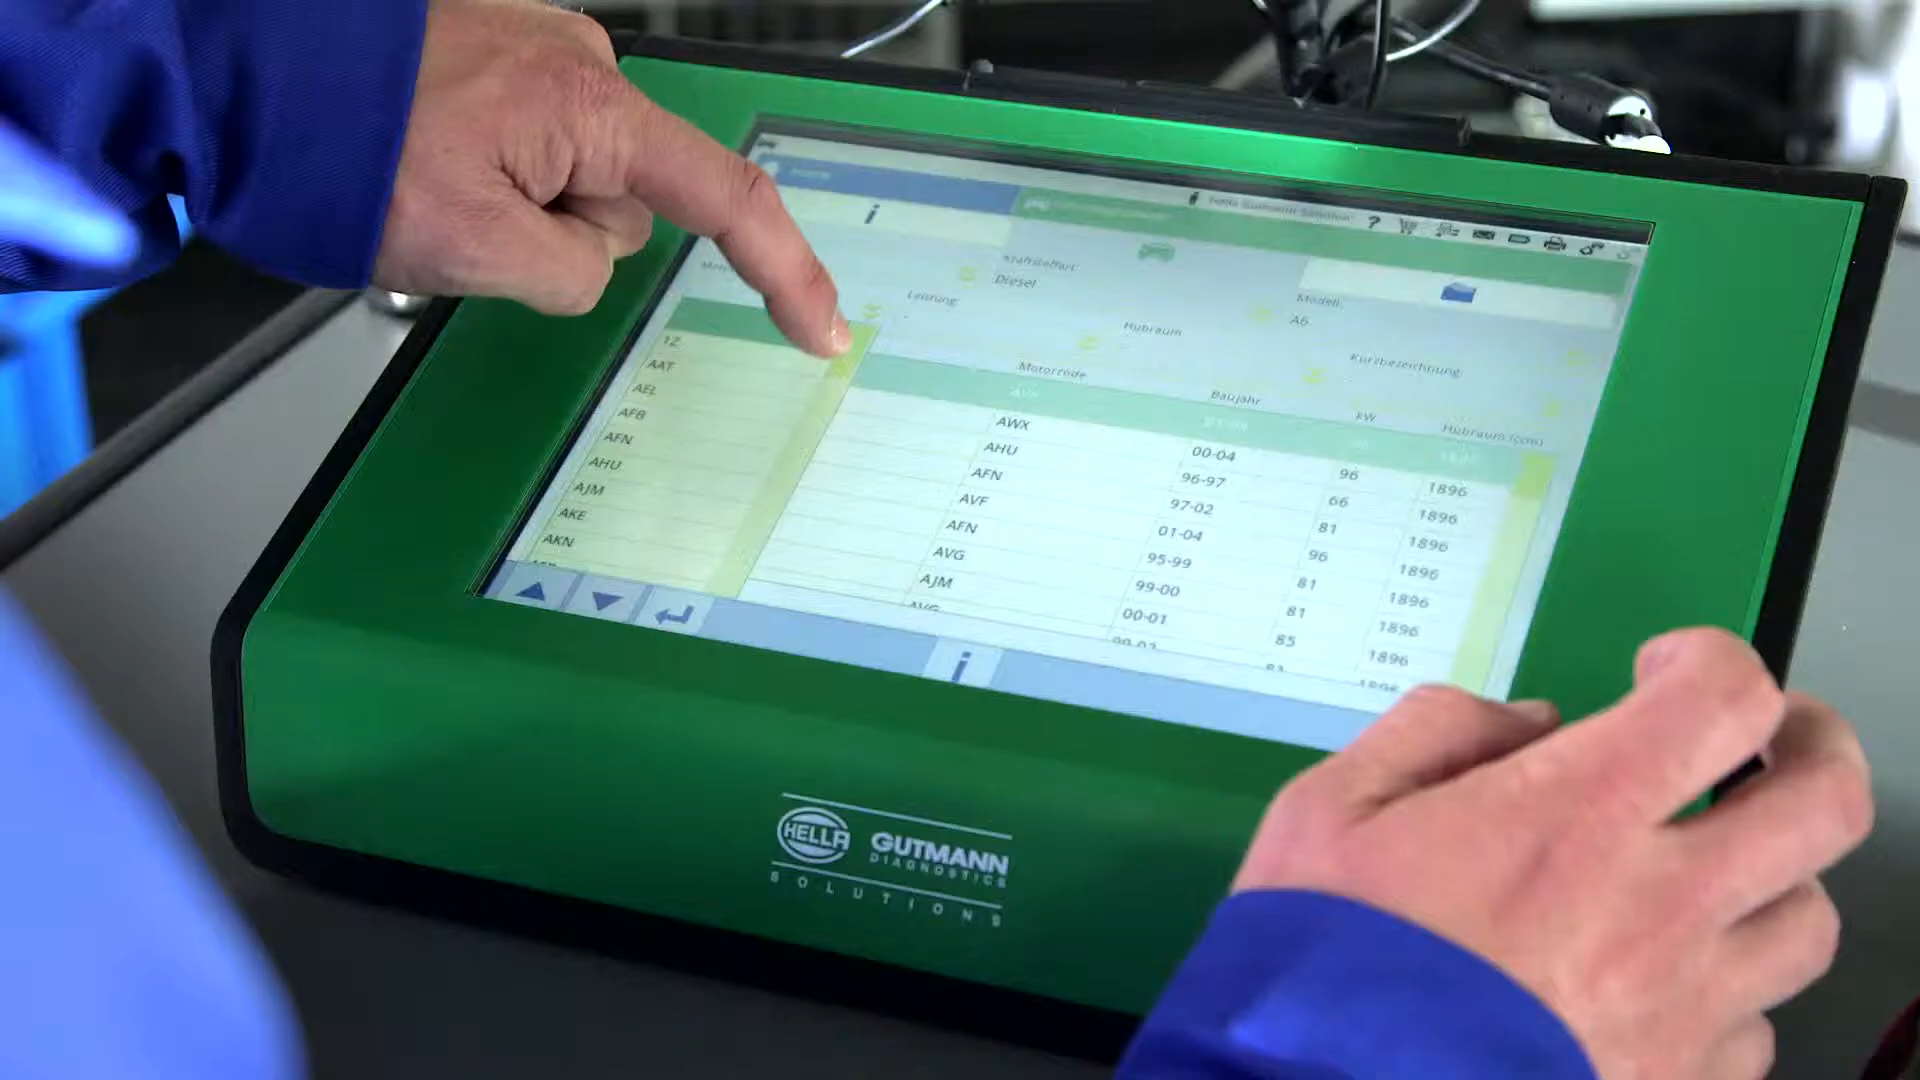 Hella Gutmann Solution
?
i
Kraftstoffart:
Diesel
Modell:
A6
Leistung:
Hubraum
Kurzbezeichnung:
1Z
AAT
AEL
AFB
AFN
AHU
AJM
AKE
AKN
Motorcode Baujahr kW Hubraum (ccm)
AWX 00-04 96 1896
AHU 96-97 66 1896
AFN 97-02 81 1896
AVF 01-04 96 1896
AFN 95-99 81 1896
AVG 99-00 81 1896
AJM 00-01 85 1896
i
HELLA GUTMANN
DIAGNOSTICS
SOLUTIONS